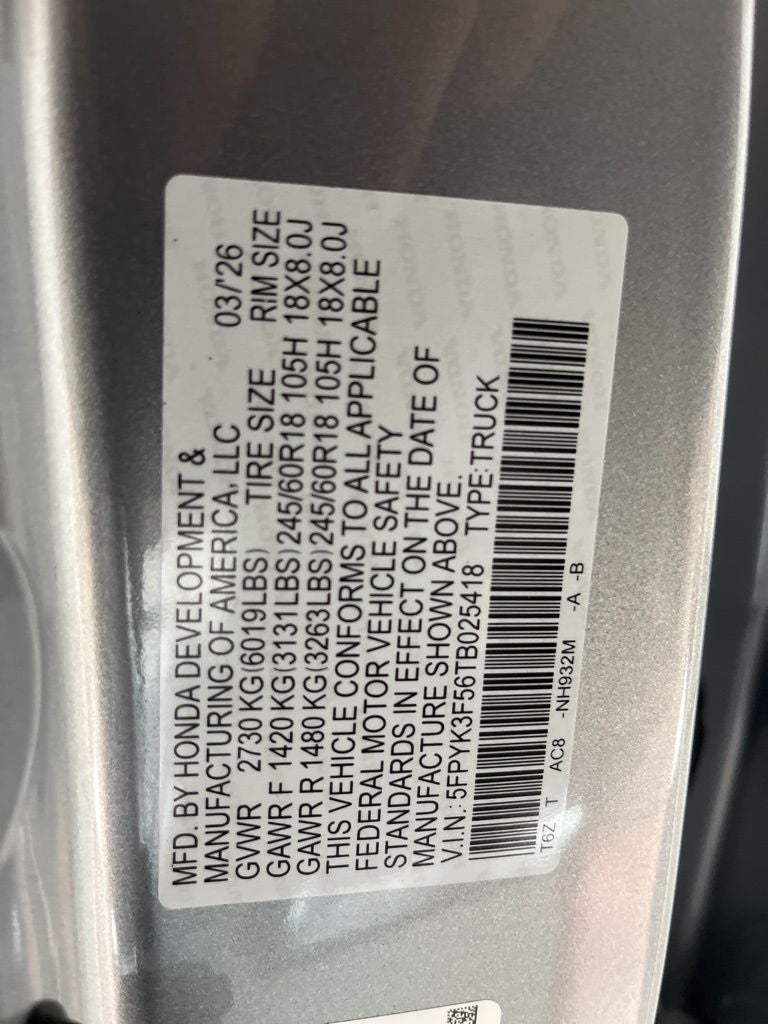 MFD. BY HONDA DEVELOPMENT &
MANUFACTURING OF AMERICA, LLC 03/'26
GVWR 2730 KG(6019LBS) TIRE SIZE RIM SIZE
GAWR F 1420 KG(3131LBS)245/60R18 105H 18X8.0J
GAWR R 1480 KG(3263LBS)245/60R18 105H 18X8.0J
THIS VEHICLE CONFORMS TO ALL APPLICABLE
FEDERAL MOTOR VEHICLE SAFETY
STANDARDS IN EFFECT ON THE DATE OF
MANUFACTURE SHOWN ABOVE.
V.I.N.: 5FPYK3F56TB025418 TYPE:TRUCK
T6Z T AC8 -NH932M -A -B